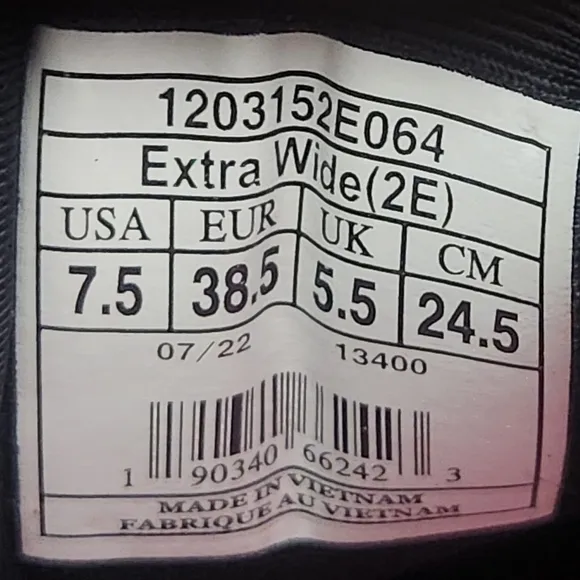 1203152E064
Extra Wide(2E)
USA EUR UK CM
7.5 38.5 5.5 24.5
07/22 13400
1 90340 66242 3
MADE IN VIETNAM
FABRIQUE AU VIETNAM